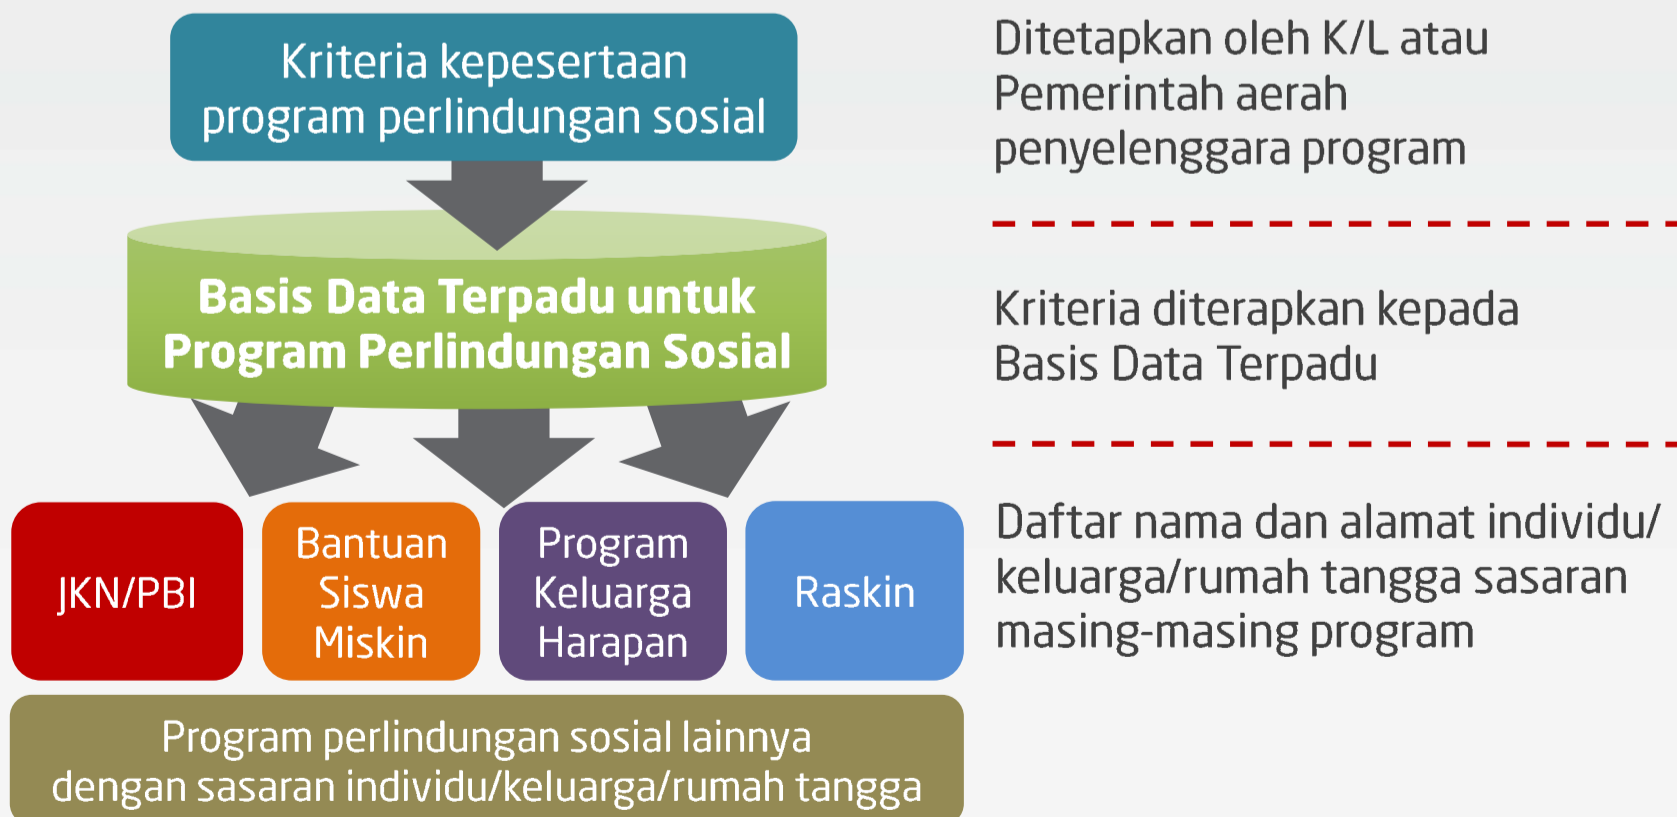 Kriteria kepesertaan
program perlindungan sosial
Ditetapkan oleh K/L atau
Pemerintah aerah
penyelenggara program
Basis Data Terpadu untuk
Program Perlindungan Sosial
Kriteria diterapkan kepada
Basis Data Terpadu
JKN/PBI
Bantuan
Siswa
Miskin
Program
Keluarga
Harapan
Raskin
Daftar nama dan alamat individu/
keluarga/rumah tangga sasaran
masing-masing program
Program perlindungan sosial lainnya
dengan sasaran individu/keluarga/rumah tangga